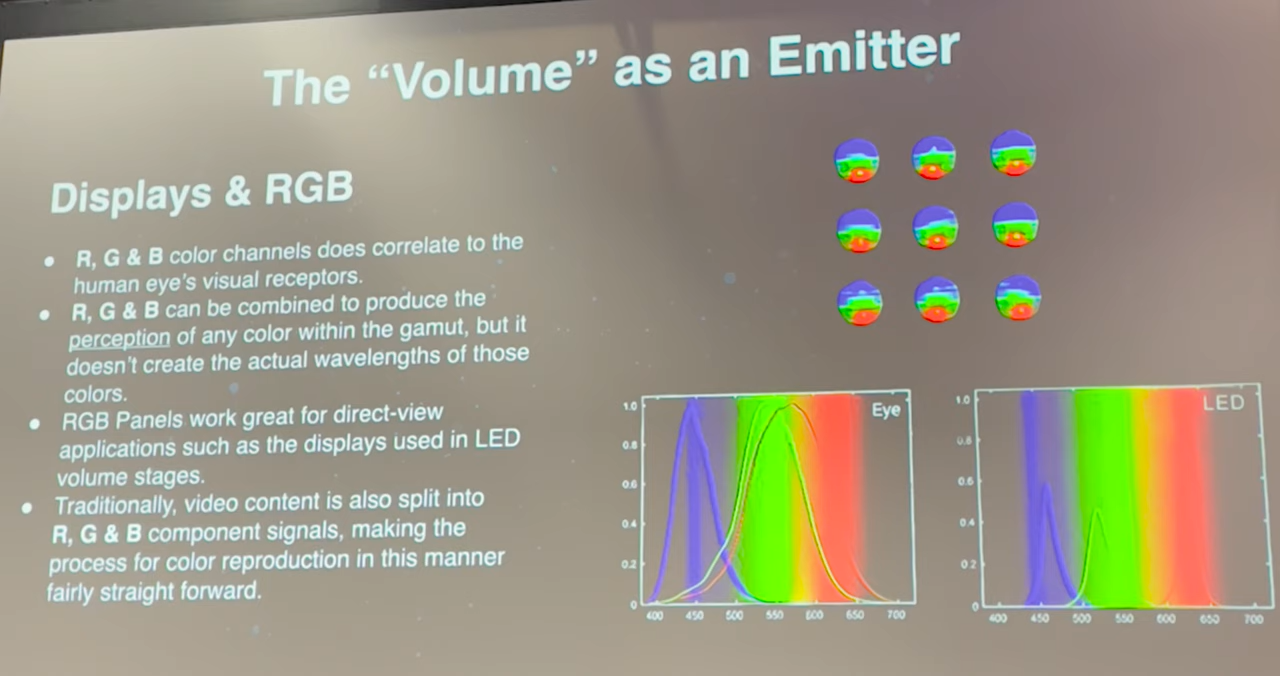 The “Volume” as an Emitter
Displays & RGB
• R, G & B color channels does correlate to the
human eye's visual receptors.
• R, G & B can be combined to produce the
perception of any color within the gamut, but it
doesn't create the actual wavelengths of those
colors.
• RGB Panels work great for direct-view
applications such as the displays used in LED
volume stages.
• Traditionally, video content is also split into
R, G & B component signals, making the
process for color reproduction in this manner
fairly straight forward.
Eye
1.0
0.8
0.6
0.4
0.2
0
400 450 500 550 600 650 700
LED
1.0
0.8
0.6
0.4
0.2
0
400 450 500 550 600 650 700